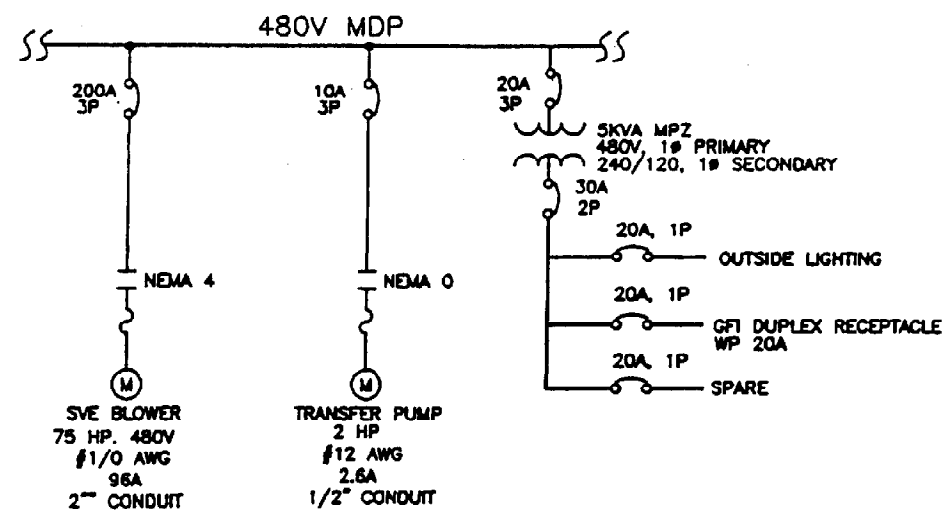 480V MDP
200A
3P
10A
3P
20A
3P
5KVA MPZ
480V, 1ø PRIMARY
240/120, 1ø SECONDARY
30A
2P
20A, 1P
OUTSIDE LIGHTING
NEMA 4
NEMA 0
20A, 1P
GFI DUPLEX RECEPTACLE
WP 20A
20A, 1P
SPARE
M
M
SVE BLOWER
75 HP. 480V
#1/0 AWG
96A
2" CONDUIT
TRANSFER PUMP
2 HP
#12 AWG
2.6A
1/2" CONDUIT